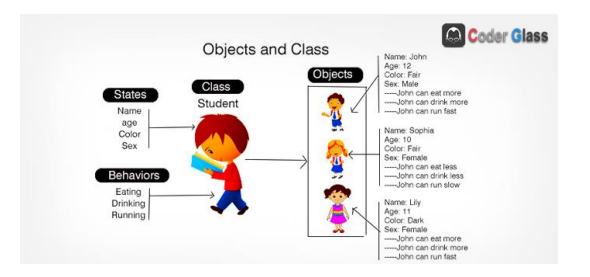 Coder Glass
Objects and Class
States
Name
age
Color
Sex
Behaviors
Eating
Drinking
Running
Class
Student
Objects
Name: John
Age: 12
Color: Fair
Sex: Male
-----John can eat more
-----John can drink more
-----John can run fast
Name: Sophia
Age: 10
Color: Fair
Sex: Female
-----John can eat less
-----John can drink less
-----John can run slow
Name: Lily
Age: 11
Color: Dark
Sex: Female
-----John can eat more
-----John can drink more
-----John can run fast